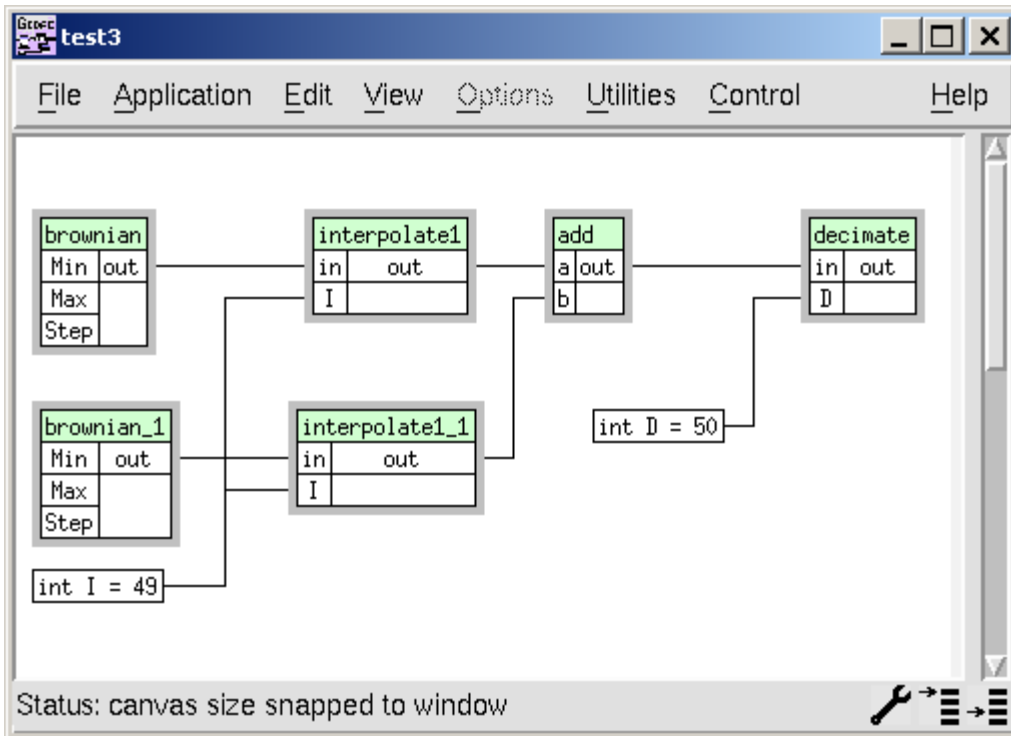 Gedae
test3
File Application Edit View Options Utilities Control Help
brownian
Min out
Max
Step
interpolate1
in out
I
add
a out
b
decimate
in out
D
brownian_1
Min out
Max
Step
interpolate1_1
in out
I
int D = 50
int I = 49
Status: canvas size snapped to window